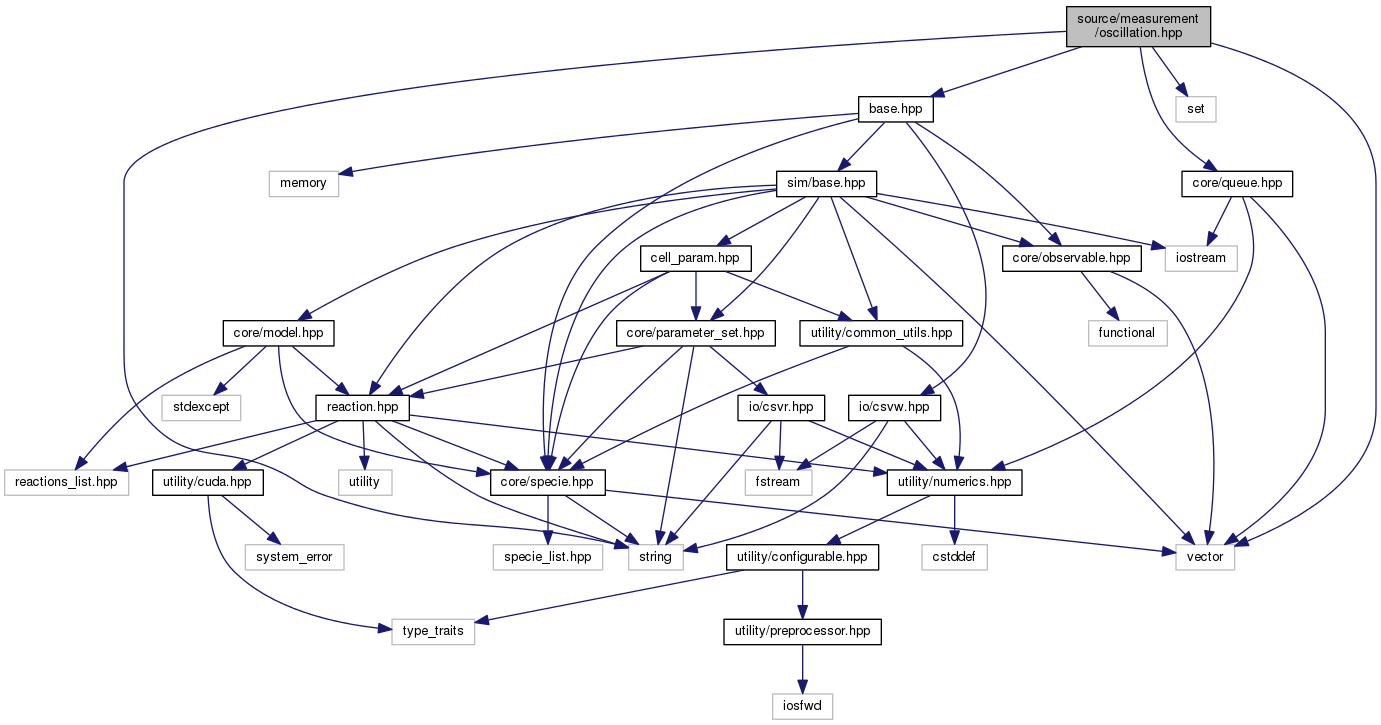 source/measurement
/oscillation.hpp
base.hpp
set
memory
sim/base.hpp
core/queue.hpp
cell_param.hpp
core/observable.hpp
iostream
core/model.hpp
core/parameter_set.hpp
utility/common_utils.hpp
functional
stdexcept
reaction.hpp
io/csvr.hpp
io/csvw.hpp
reactions_list.hpp
utility/cuda.hpp
utility
core/specie.hpp
fstream
utility/numerics.hpp
system_error
specie_list.hpp
string
utility/configurable.hpp
cstddef
vector
type_traits
utility/preprocessor.hpp
iosfwd